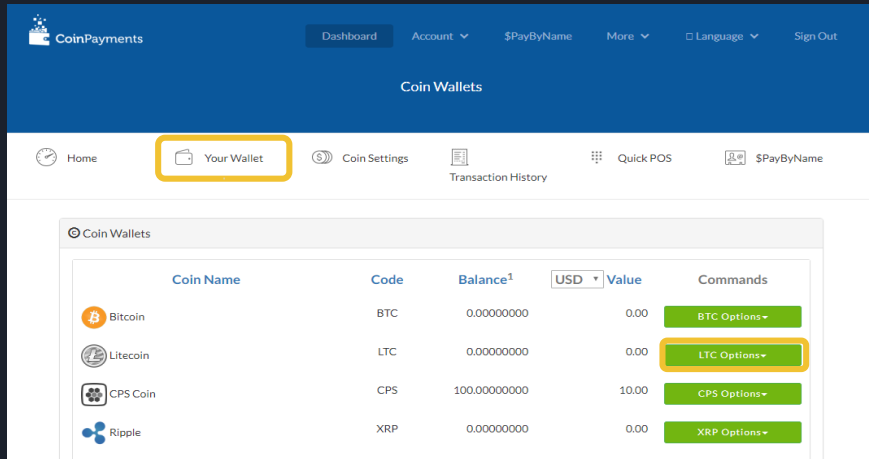 CoinPayments
Dashboard Account $PayByName More Language Sign Out
Coin Wallets
Home Your Wallet Coin Settings Transaction History Quick POS $PayByName
Coin Wallets
Coin Name Code Balance1 USD Value Commands
Bitcoin BTC 0.00000000 0.00 BTC Options
Litecoin LTC 0.00000000 0.00 LTC Options
CPS Coin CPS 100.00000000 10.00 CPS Options
Ripple XRP 0.00000000 0.00 XRP Options